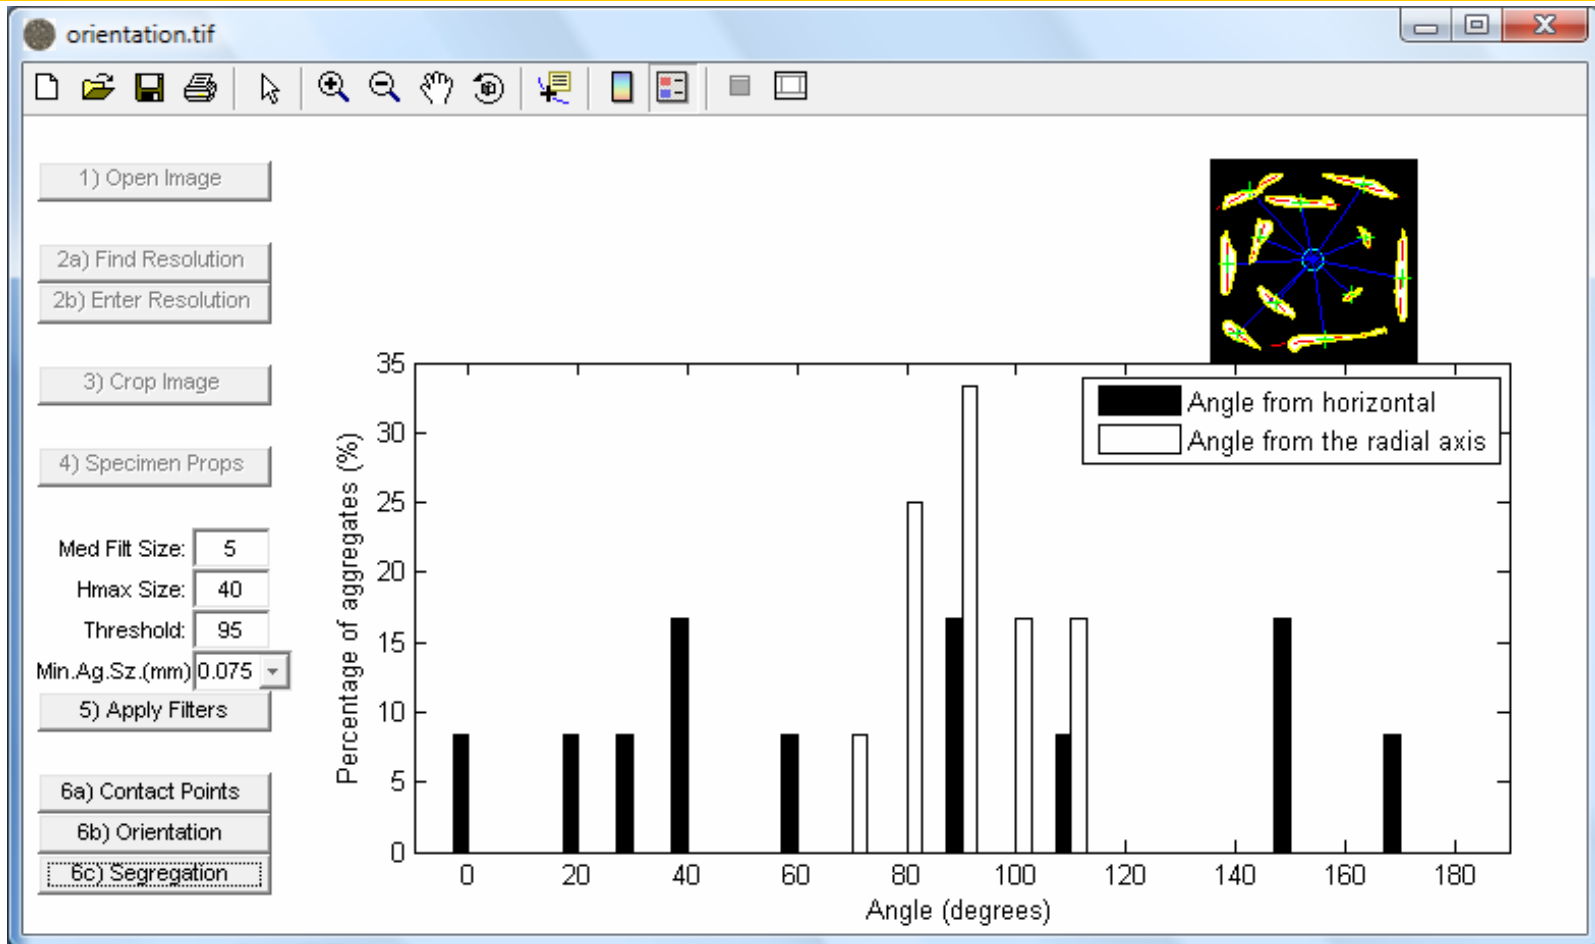 orientation.tif
1) Open Image
2a) Find Resolution
2b) Enter Resolution
3) Crop Image
4) Specimen Props
Med Filt Size: 5
Hmax Size: 40
Threshold: 95
Min.Ag.Sz.(mm) 0.075
5) Apply Filters
6a) Contact Points
6b) Orientation
6c) Segregation
Percentage of aggregates (%)
35
30
25
20
15
10
5
0
Angle from horizontal
Angle from the radial axis
0 20 40 60 80 100 120 140 160 180
Angle (degrees)